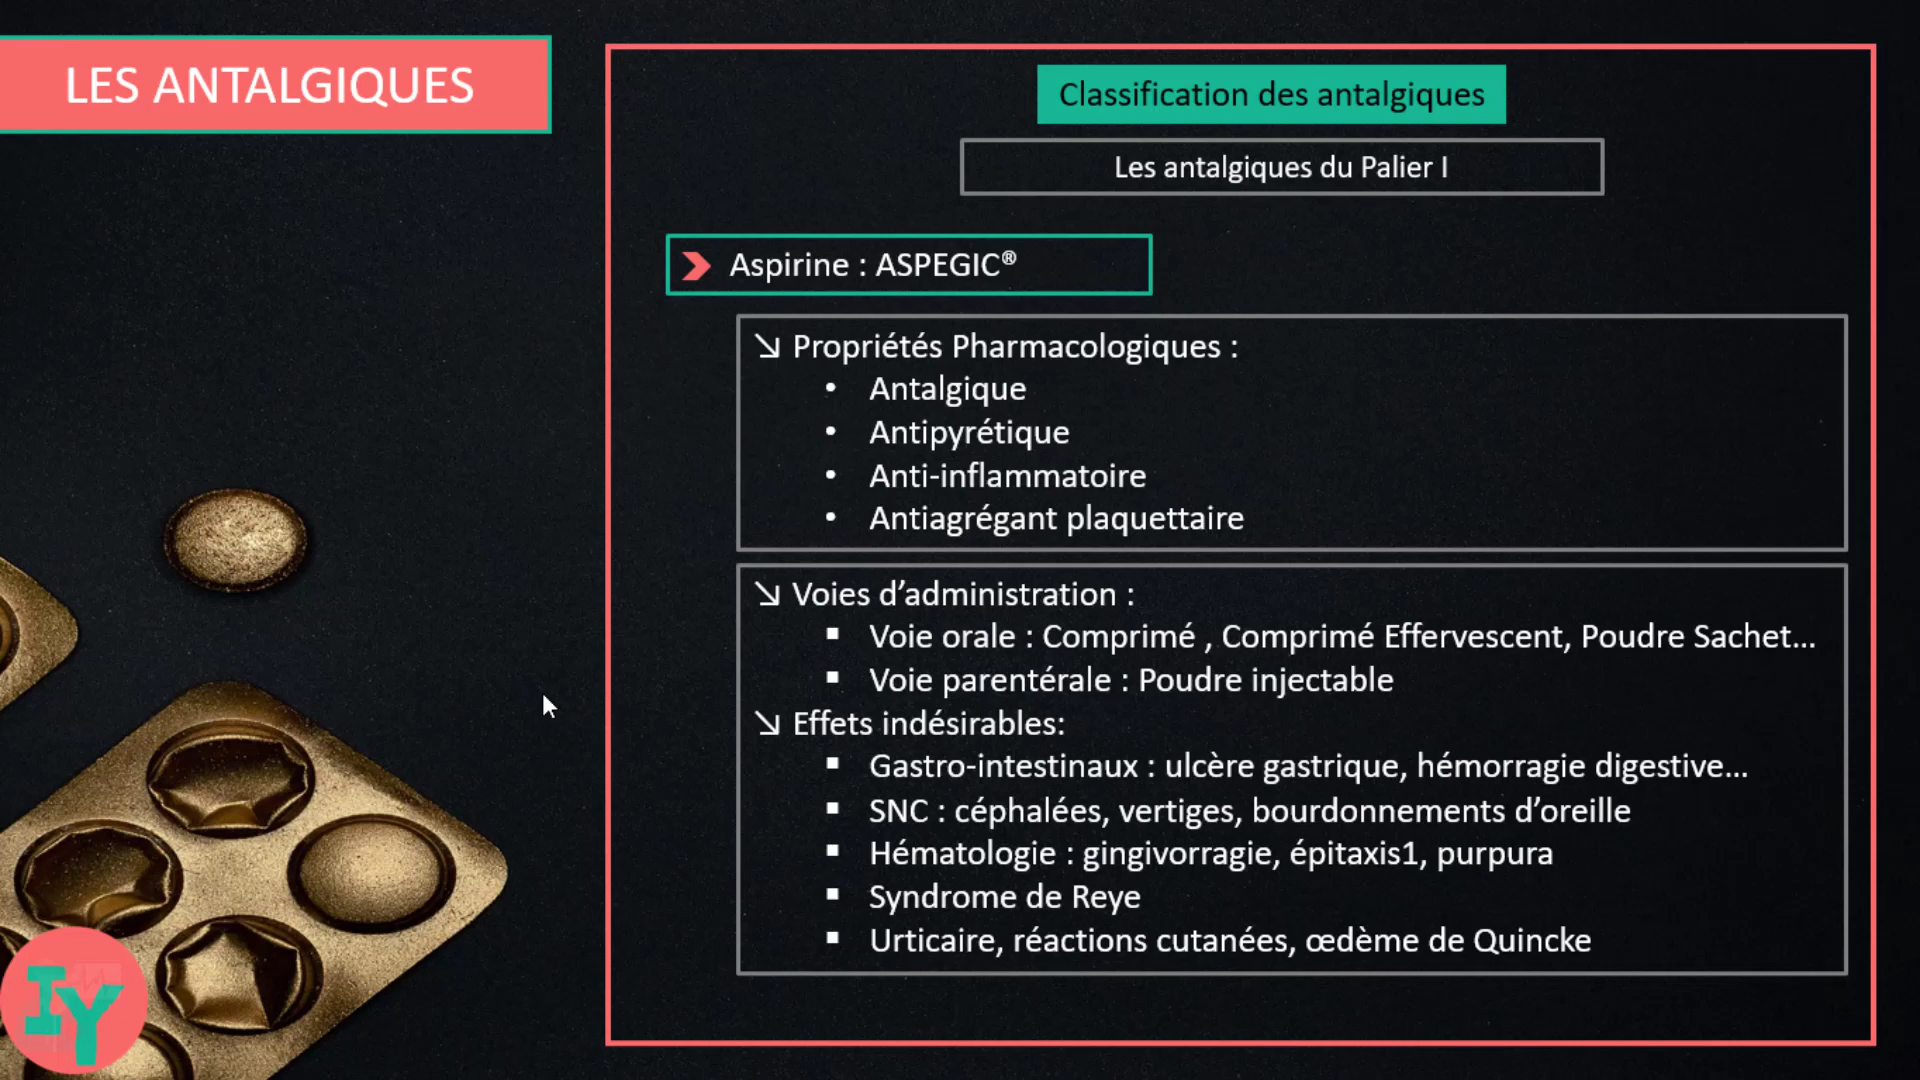 LES ANTALGIQUES
Classification des antalgiques
Les antalgiques du Palier I
Aspirine : ASPEGIC®
↘ Propriétés Pharmacologiques :
• Antalgique
• Antipyrétique
• Anti-inflammatoire
• Antiagrégant plaquettaire
↘ Voies d’administration :
▪ Voie orale : Comprimé , Comprimé Effervescent, Poudre Sachet...
▪ Voie parentérale : Poudre injectable
↘ Effets indésirables:
▪ Gastro-intestinaux : ulcère gastrique, hémorragie digestive...
▪ SNC : céphalées, vertiges, bourdonnements d’oreille
▪ Hématologie : gingivorragie, épitaxis1, purpura
▪ Syndrome de Reye
▪ Urticaire, réactions cutanées, œdème de Quincke
IY